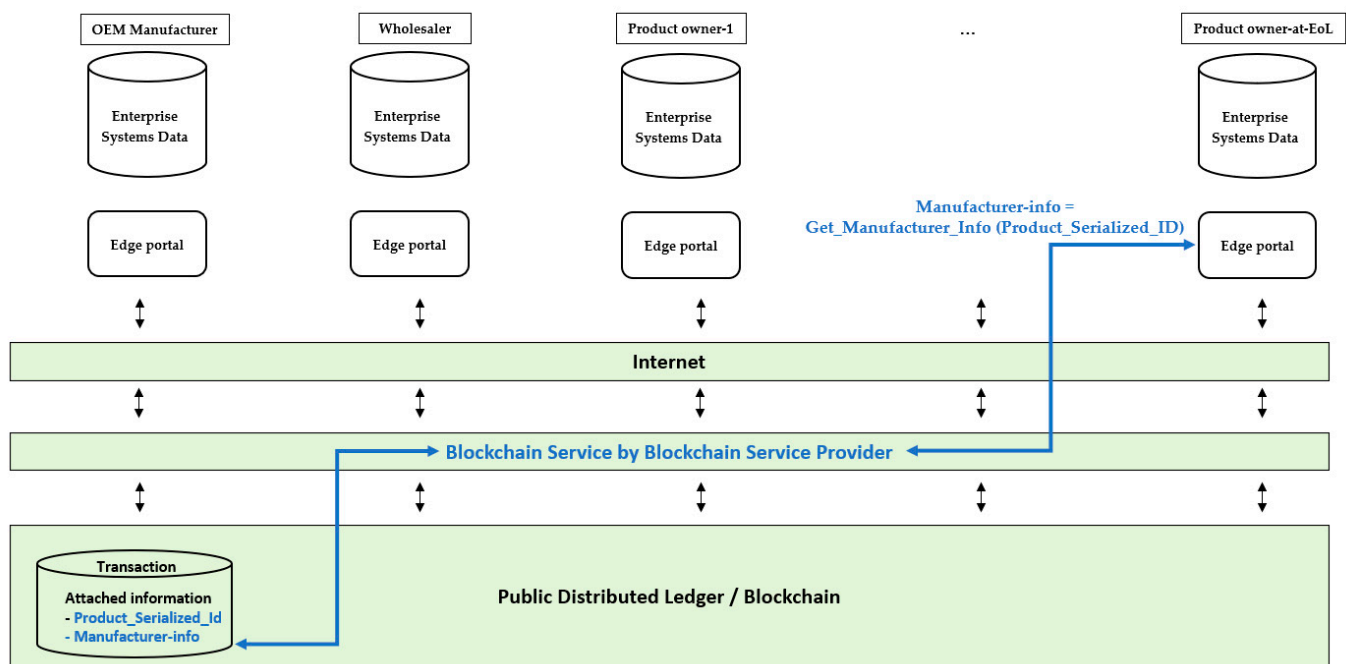 OEM Manufacturer
Wholesaler
Product owner-1
...
Product owner-at-EoL
Enterprise
Systems Data
Enterprise
Systems Data
Enterprise
Systems Data
Enterprise
Systems Data
Manufacturer-info =
Get_Manufacturer_Info (Product_Serialized_ID)
Edge portal
Edge portal
Edge portal
Edge portal
Internet
Blockchain Service by Blockchain Service Provider
Transaction
Attached information
- Product_Serialized_Id
- Manufacturer-info
Public Distributed Ledger / Blockchain